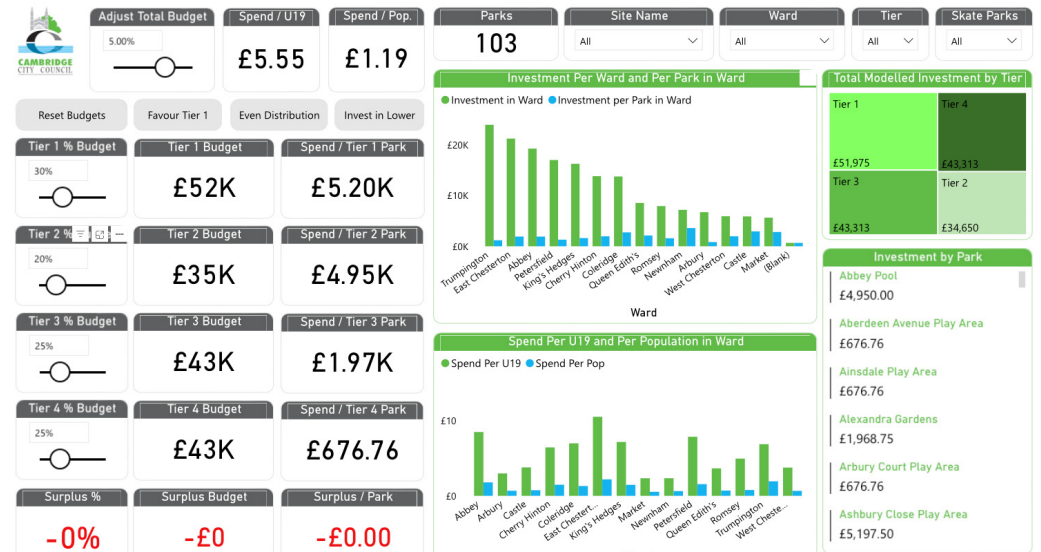 CAMBRIDGE
CITY COUNCIL
Adjust Total Budget
5.00%
Spend / U19
£5.55
Spend / Pop.
£1.19
Parks
103
Site Name
All
Ward
All
Tier
All
Skate Parks
All
Reset Budgets
Favour Tier 1
Even Distribution
Invest in Lower
Tier 1 % Budget
30%
Tier 1 Budget
£52K
Spend / Tier 1 Park
£5.20K
Tier 2 %
20%
Tier 2 Budget
£35K
Spend / Tier 2 Park
£4.95K
Tier 3 % Budget
25%
Tier 3 Budget
£43K
Spend / Tier 3 Park
£1.97K
Tier 4 % Budget
25%
Tier 4 Budget
£43K
Spend / Tier 4 Park
£676.76
Surplus %
-0%
Surplus Budget
-£0
Surplus / Park
-£0.00
Investment Per Ward and Per Park in Ward
Investment in Ward
Investment per Park in Ward
£20K
£10K
£0K
Trumpington
East Chesterton
Abbey
Petersfield
King's Hedges
Cherry Hinton
Coleridge
Queen Edith's
Romsey
Newnham
Arbury
West Chesterton
Castle
Market
(Blank)
Ward
Spend Per U19 and Per Population in Ward
Spend Per U19
Spend Per Pop
£10
£0
Abbey
Arbury
Castle
Cherry Hinton
Coleridge
East Chestert...
King's Hedges
Market
Newnham
Petersfield
Queen Edith's
Romsey
Trumpington
West Cheste...
Total Modelled Investment by Tier
Tier 1
£51,975
Tier 4
£43,313
Tier 3
£43,313
Tier 2
£34,650
Investment by Park
Abbey Pool
£4,950.00
Aberdeen Avenue Play Area
£676.76
Ainsdale Play Area
£676.76
Alexandra Gardens
£1,968.75
Arbury Court Play Area
£676.76
Ashbury Close Play Area
£5,197.50